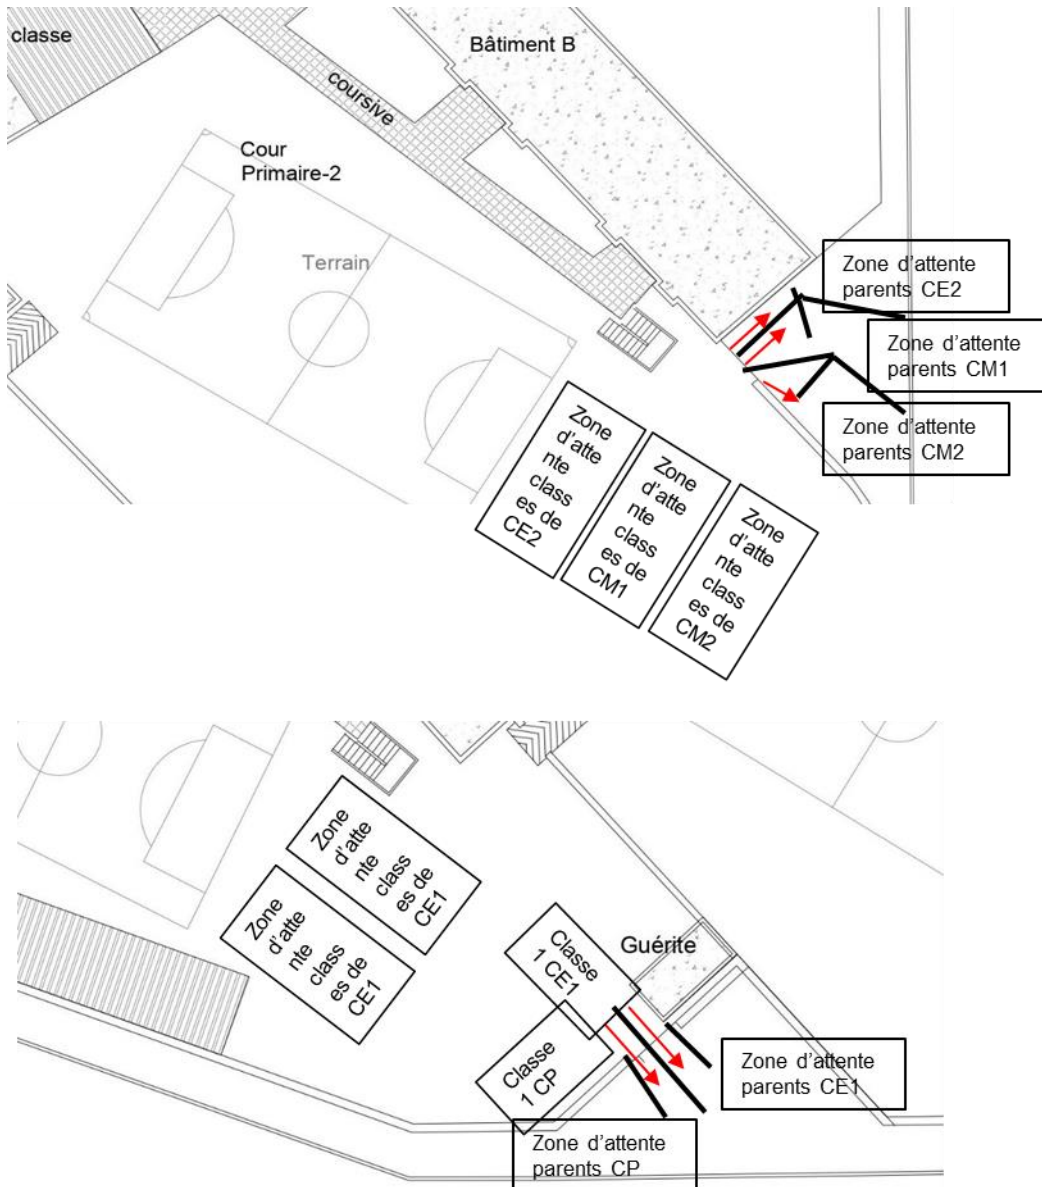 classe
Bâtiment B
coursive
Cour
Primaire-2
Terrain
Zone d'attente
parents CE2
Zone d'attente
parents CM1
Zone d'attente
parents CM2
Zone
d'atte
nte
class
es de
CE2
Zone
d'atte
nte
class
es de
CM1
Zone
d'atte
nte
class
es de
CM2
Zone
d'atte
nte
class
es de
CE1
Zone
d'atte
nte
class
es de
CE1
Classe
1 CE1
Guérite
Classe
1 CP
Zone d'attente
parents CE1
Zone d'attente
parents CP